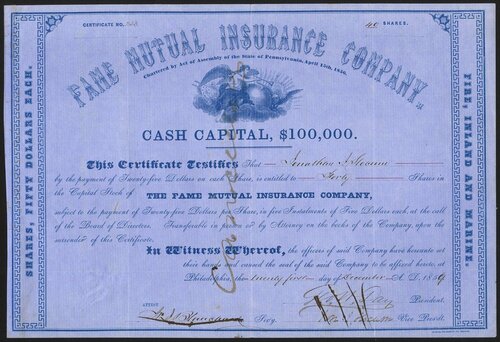 CERTIFICATE NO.
40 SHARES.
FAME MUTUAL INSURANCE COMPANY,
Chartered by Act of Assembly of the State of Pennsylvania, April 15th, 1856.
CASH CAPITAL, $100,000.
This Certificate Testifies That
by the payment of Twenty-five Dollars on each Share, is entitled to Forty Shares in
the Capital Stock of THE FAME MUTUAL INSURANCE COMPANY,
subject to the payment of Twenty-five Dollars per Share, in five Instalments of Five Dollars each, at the call
of the Board of Directors. Transferable in person or by Attorney on the books of the Company, upon the
surrender of this Certificate.
In Witness Whereof, the officers of said Company have hereunto set
their hands and caused the seal of the said Company to be affixed hereto, at
Philadelphia, this twenty first day of December A. D. 1859
ATTEST
Secy.
President.
Vice Presidt.
SHARES, FIFTY DOLLARS EACH.
FIRE, INLAND AND MARINE.
5252
5252